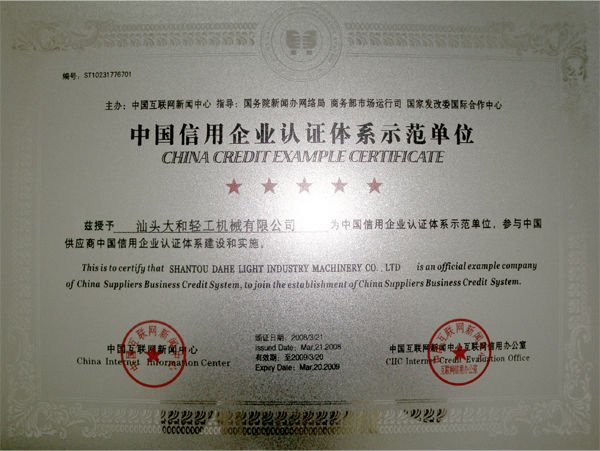 编号：ST10231776701
主办：中国互联网新闻中心 指导：国务院新闻办网络局 商务部市场运行司 国家发改委国际合作中心
中国信用企业认证体系示范单位
CHINA CREDIT EXAMPLE CERTIFICATE
兹授予 汕头大和轻工机械有限公司 为中国信用企业认证体系示范单位，参与中国
供应商中国信用企业认证体系建设和实施。
This is to certify that SHANTOU DAHE LIGHT INDUSTRY MACHINERY CO.,LTD is an official example company
of China Suppliers Business Credit System, to join the establishment of China Suppliers Business Credit System.
中国互联网新闻中心
China Internet Information Center
颁证日期：2008/3/21
issued Date: Mar,21,2008
有效期：至2009/3/20
Expiry Date: Mar,20,2009
中国互联网新闻中心互联网信用办公室
CIIC-Internet Credit Evaluation Office